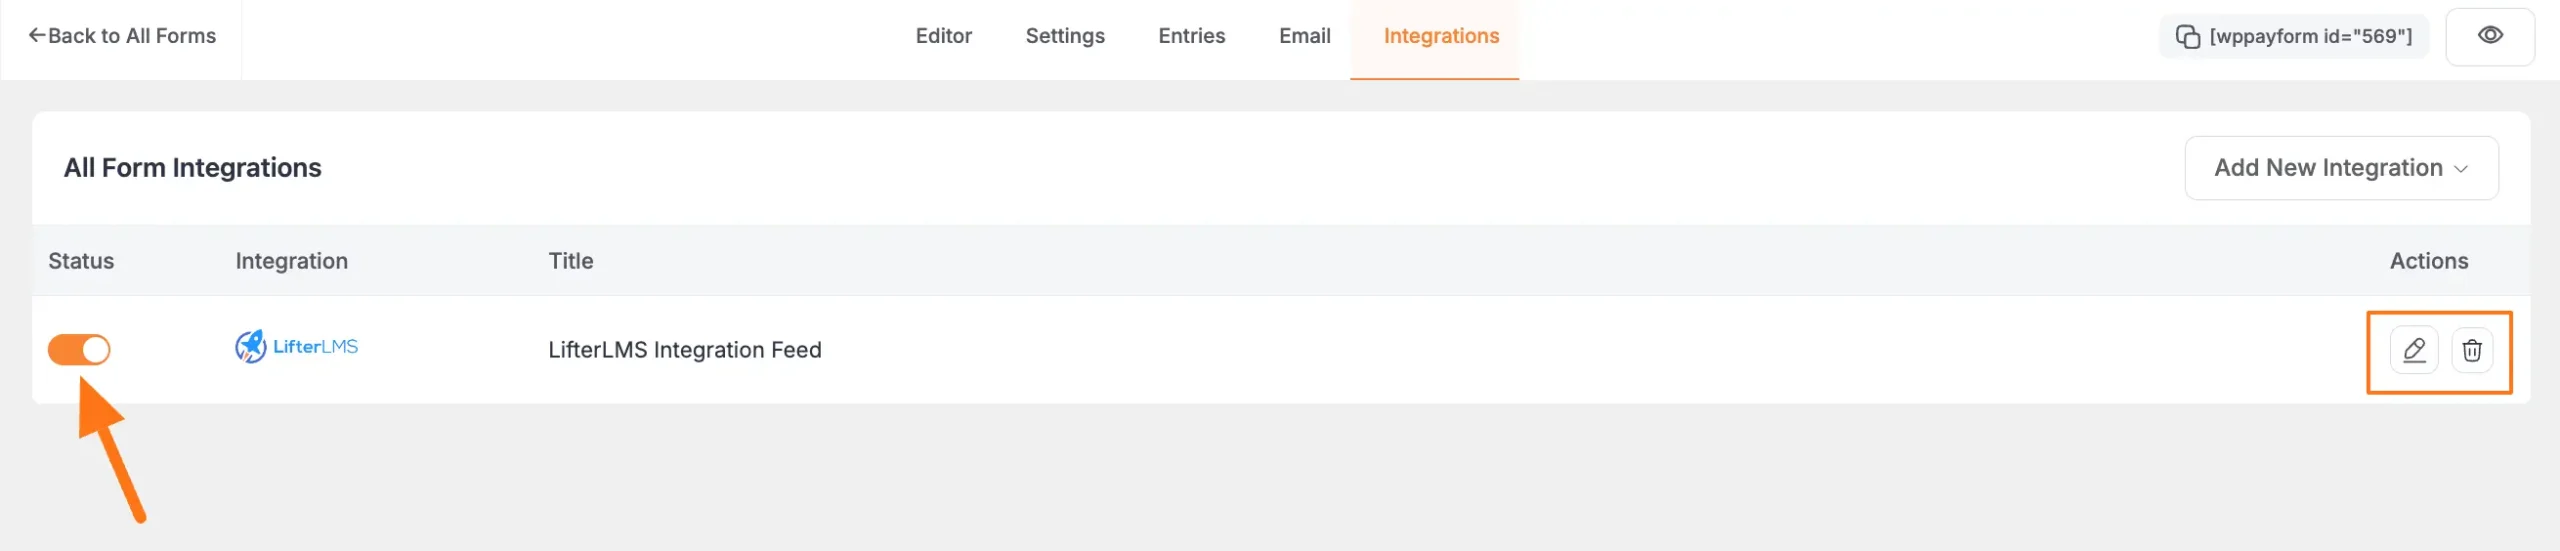 ←Back to All Forms
Editor
Settings
Entries
Email
Integrations
[wppayform id="569"]
All Form Integrations
Add New Integration
Status
Integration
Title
Actions
LifterLMS
LifterLMS Integration Feed